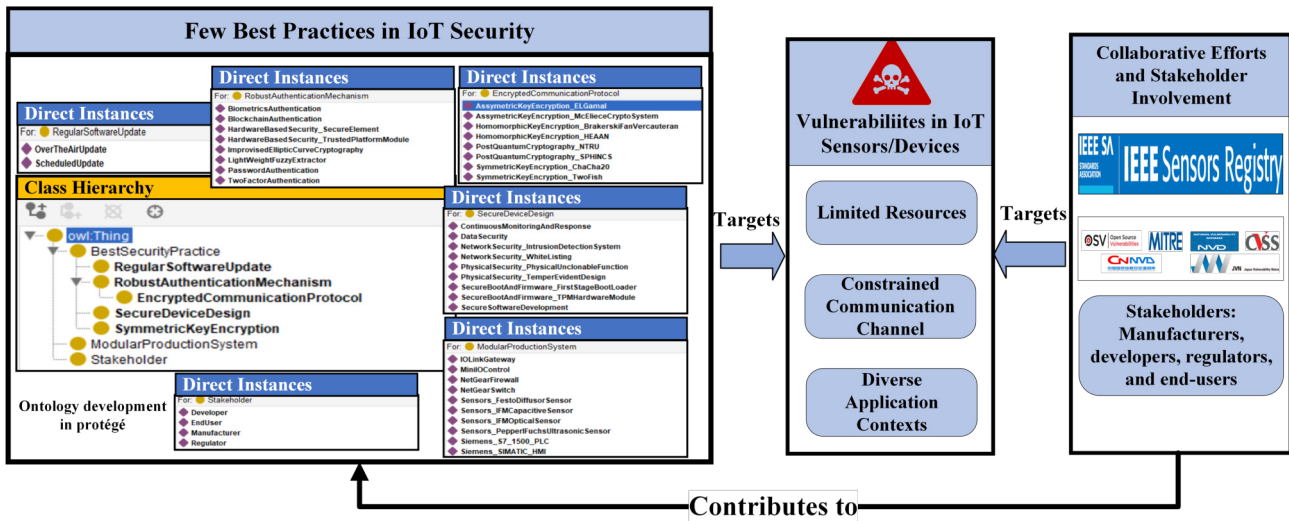 Few Best Practices in IoT Security
Direct Instances
For: RegularSoftwareUpdate
OverTheAirUpdate
ScheduledUpdate
Direct Instances
For: RobustAuthenticationMechanism
BiometricsAuthentication
BlockchainAuthentication
HardwareBasedSecurity_SecureElement
HardwareBasedSecurity_TrustedPlatformModule
ImprovisedEllipticCurveCryptography
LightWeightFuzzyExtractor
PasswordAuthentication
TwoFactorAuthentication
Direct Instances
For: EncryptedCommunicationProtocol
AssymetricKeyEncryption_ELGamal
AssymetricKeyEncryption_McElieceCryptoSystem
HomomorphicKeyEncryption_BrakerskiFanVercauteran
HomomorphicKeyEncryption_HEAAN
PostQuantumCryptography_NTRU
PostQuantumCryptography_SPHINCS
SymmetricKeyEncryption_ChaCha20
SymmetricKeyEncryption_TwoFish
Class Hierarchy
owl:Thing
BestSecurityPractice
RegularSoftwareUpdate
RobustAuthenticationMechanism
EncryptedCommunicationProtocol
SecureDeviceDesign
SymmetricKeyEncryption
ModularProductionSystem
Stakeholder
Direct Instances
For: SecureDeviceDesign
ContinuousMonitoringAndResponse
DataSecurity
NetworkSecurity_IntrusionDetectionSystem
NetworkSecurity_WhiteListing
PhysicalSecurity_PhysicalUnclonableFunction
PhysicalSecurity_TemperEvidentDesign
SecureBootAndFirmware_FirstStageBootLoader
SecureBootAndFirmware_TPMHardwareModule
SecureSoftwareDevelopment
Direct Instances
For: ModularProductionSystem
IOLinkGateway
MiniIOControl
NetGearFirewall
NetGearSwitch
Sensors_FestoDiffusorSensor
Sensors_IFMCapacitiveSensor
Sensors_IFMOpticalSensor
Sensors_PepperlFuchsUltrasonicSensor
Siemens_S7_1500_PLC
Siemens_SIMATIC_HMI
Direct Instances
For: Stakeholder
Developer
EndUser
Manufacturer
Regulator
Ontology development
in protégé
Targets
Vulnerabiliites in IoT
Sensors/Devices
Limited Resources
Constrained
Communication
Channel
Diverse
Application
Contexts
Targets
Collaborative Efforts
and Stakeholder
Involvement
IEEE SA
STANDARDS
ASSOCIATION
IEEE Sensors Registry
OSV Open Source
Vulnerabilities
MITRE
NVD
CVSS
CNNVD
JVN Japan Vulnerability Notes
Stakeholders:
Manufacturers,
developers, regulators,
and end-users
Contributes to